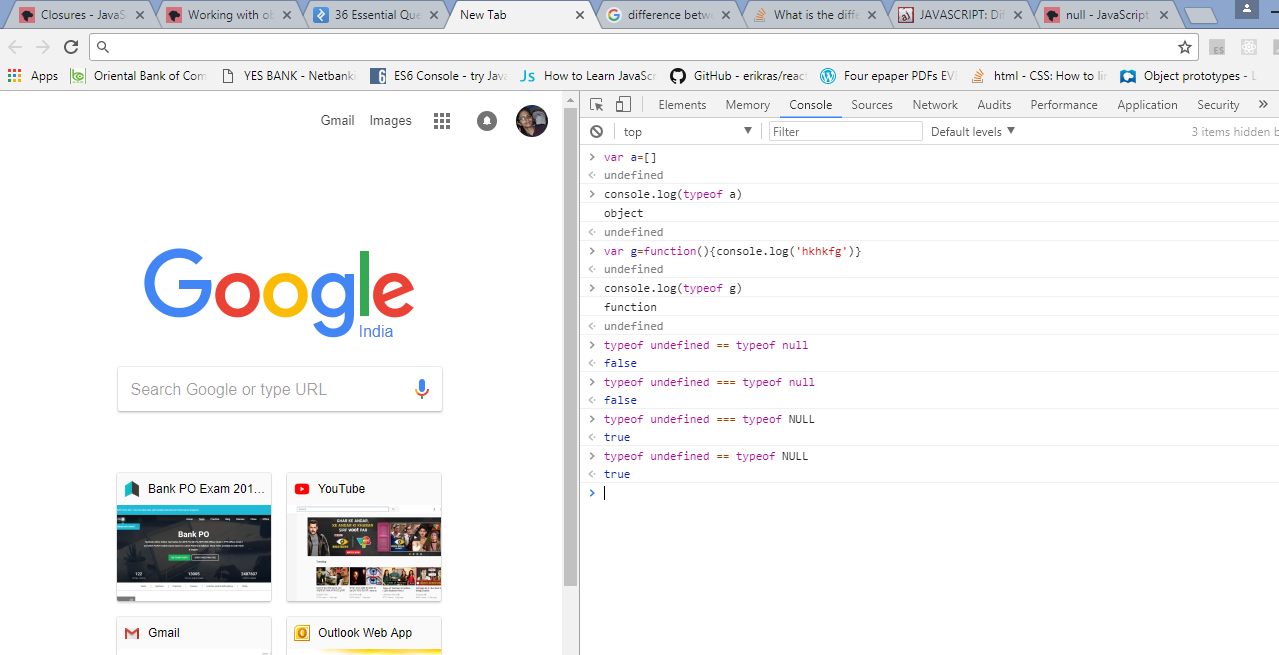 Closures - JavaS
Working with ob
36 Essential Que
New Tab
difference betw
What is the diffe
JAVASCRIPT: Dif
null - JavaScript
Apps
Oriental Bank of Com
YES BANK - Netbanki
ES6 Console - try Java
Js How to Learn JavaScr
GitHub - erikras/reac
Four epaper PDFs EV
html - CSS: How to lin
Object prototypes - L
Gmail
Images
Google
India
Search Google or type URL
Bank PO Exam 201...
Bank PO
YouTube
Gmail
Outlook Web App
Elements
Memory
Console
Sources
Network
Audits
Performance
Application
Security
top
Filter
Default levels
3 items hidden b
var a=[]
undefined
console.log(typeof a)
object
undefined
var g=function(){console.log('hkhkfg')}
undefined
console.log(typeof g)
function
undefined
typeof undefined == typeof null
false
typeof undefined === typeof null
false
typeof undefined === typeof NULL
true
typeof undefined == typeof NULL
true